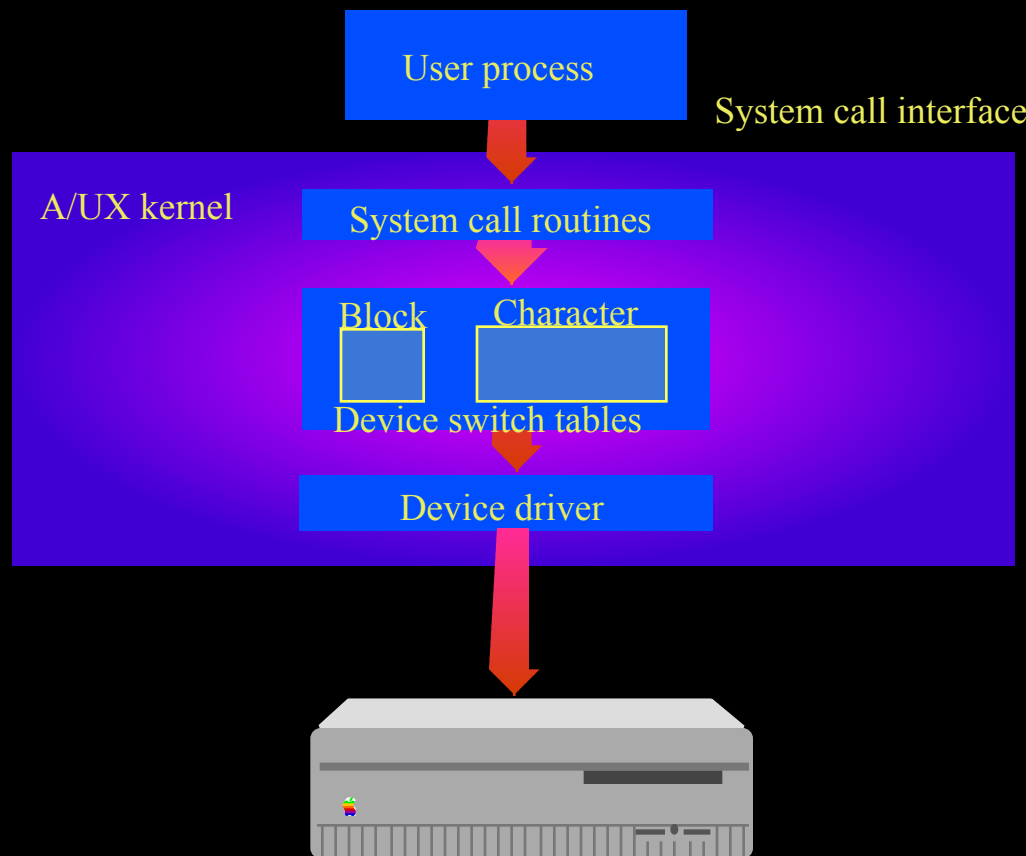 User process
System call interface
A/UX kernel
System call routines
Block
Character
Device switch tables
Device driver